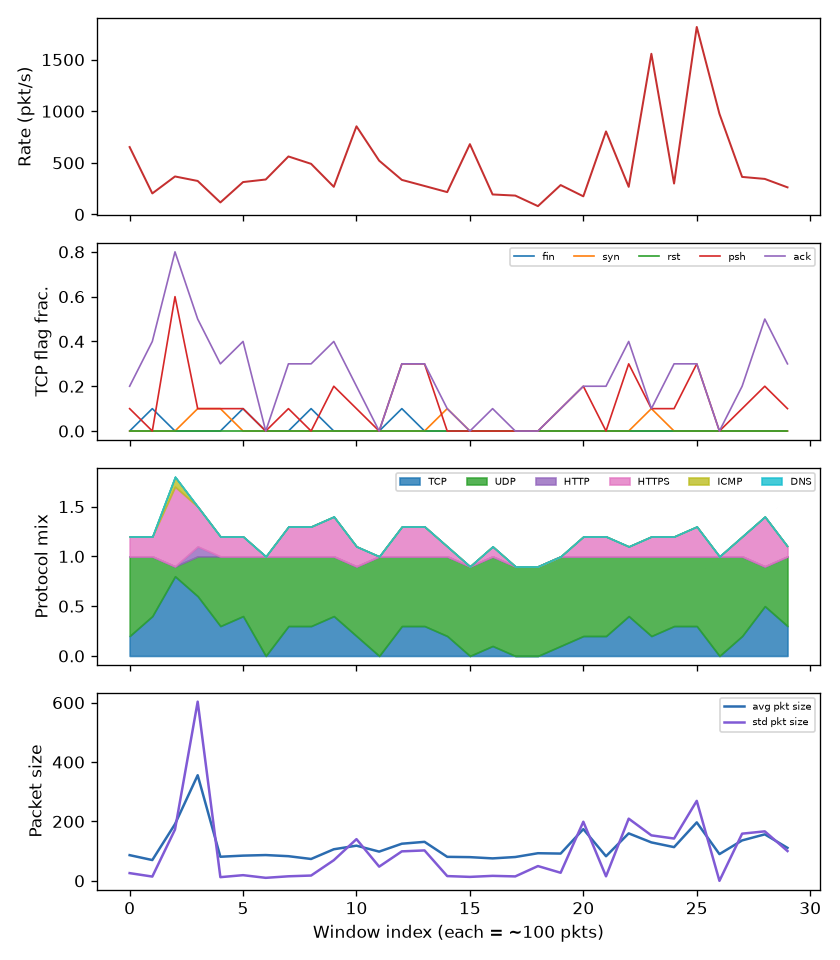 Rate (pkt/s)
1500
1000
500
0
TCP flag frac.
0.8
0.6
0.4
0.2
0.0
fin syn rst psh ack
Protocol mix
1.5
1.0
0.5
0.0
TCP UDP HTTP HTTPS ICMP DNS
Packet size
600
400
200
0
avg pkt size
std pkt size
0 5 10 15 20 25 30
Window index (each = ~100 pkts)